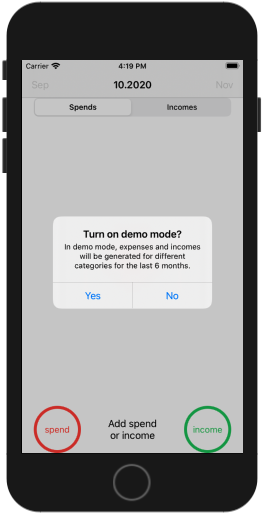 Carrier 4:19 PM
Sep 10.2020 Nov
Spends Incomes
Turn on demo mode?
In demo mode, expenses and incomes
will be generated for different
categories for the last 6 months.
Yes No
spend Add spend
or income income